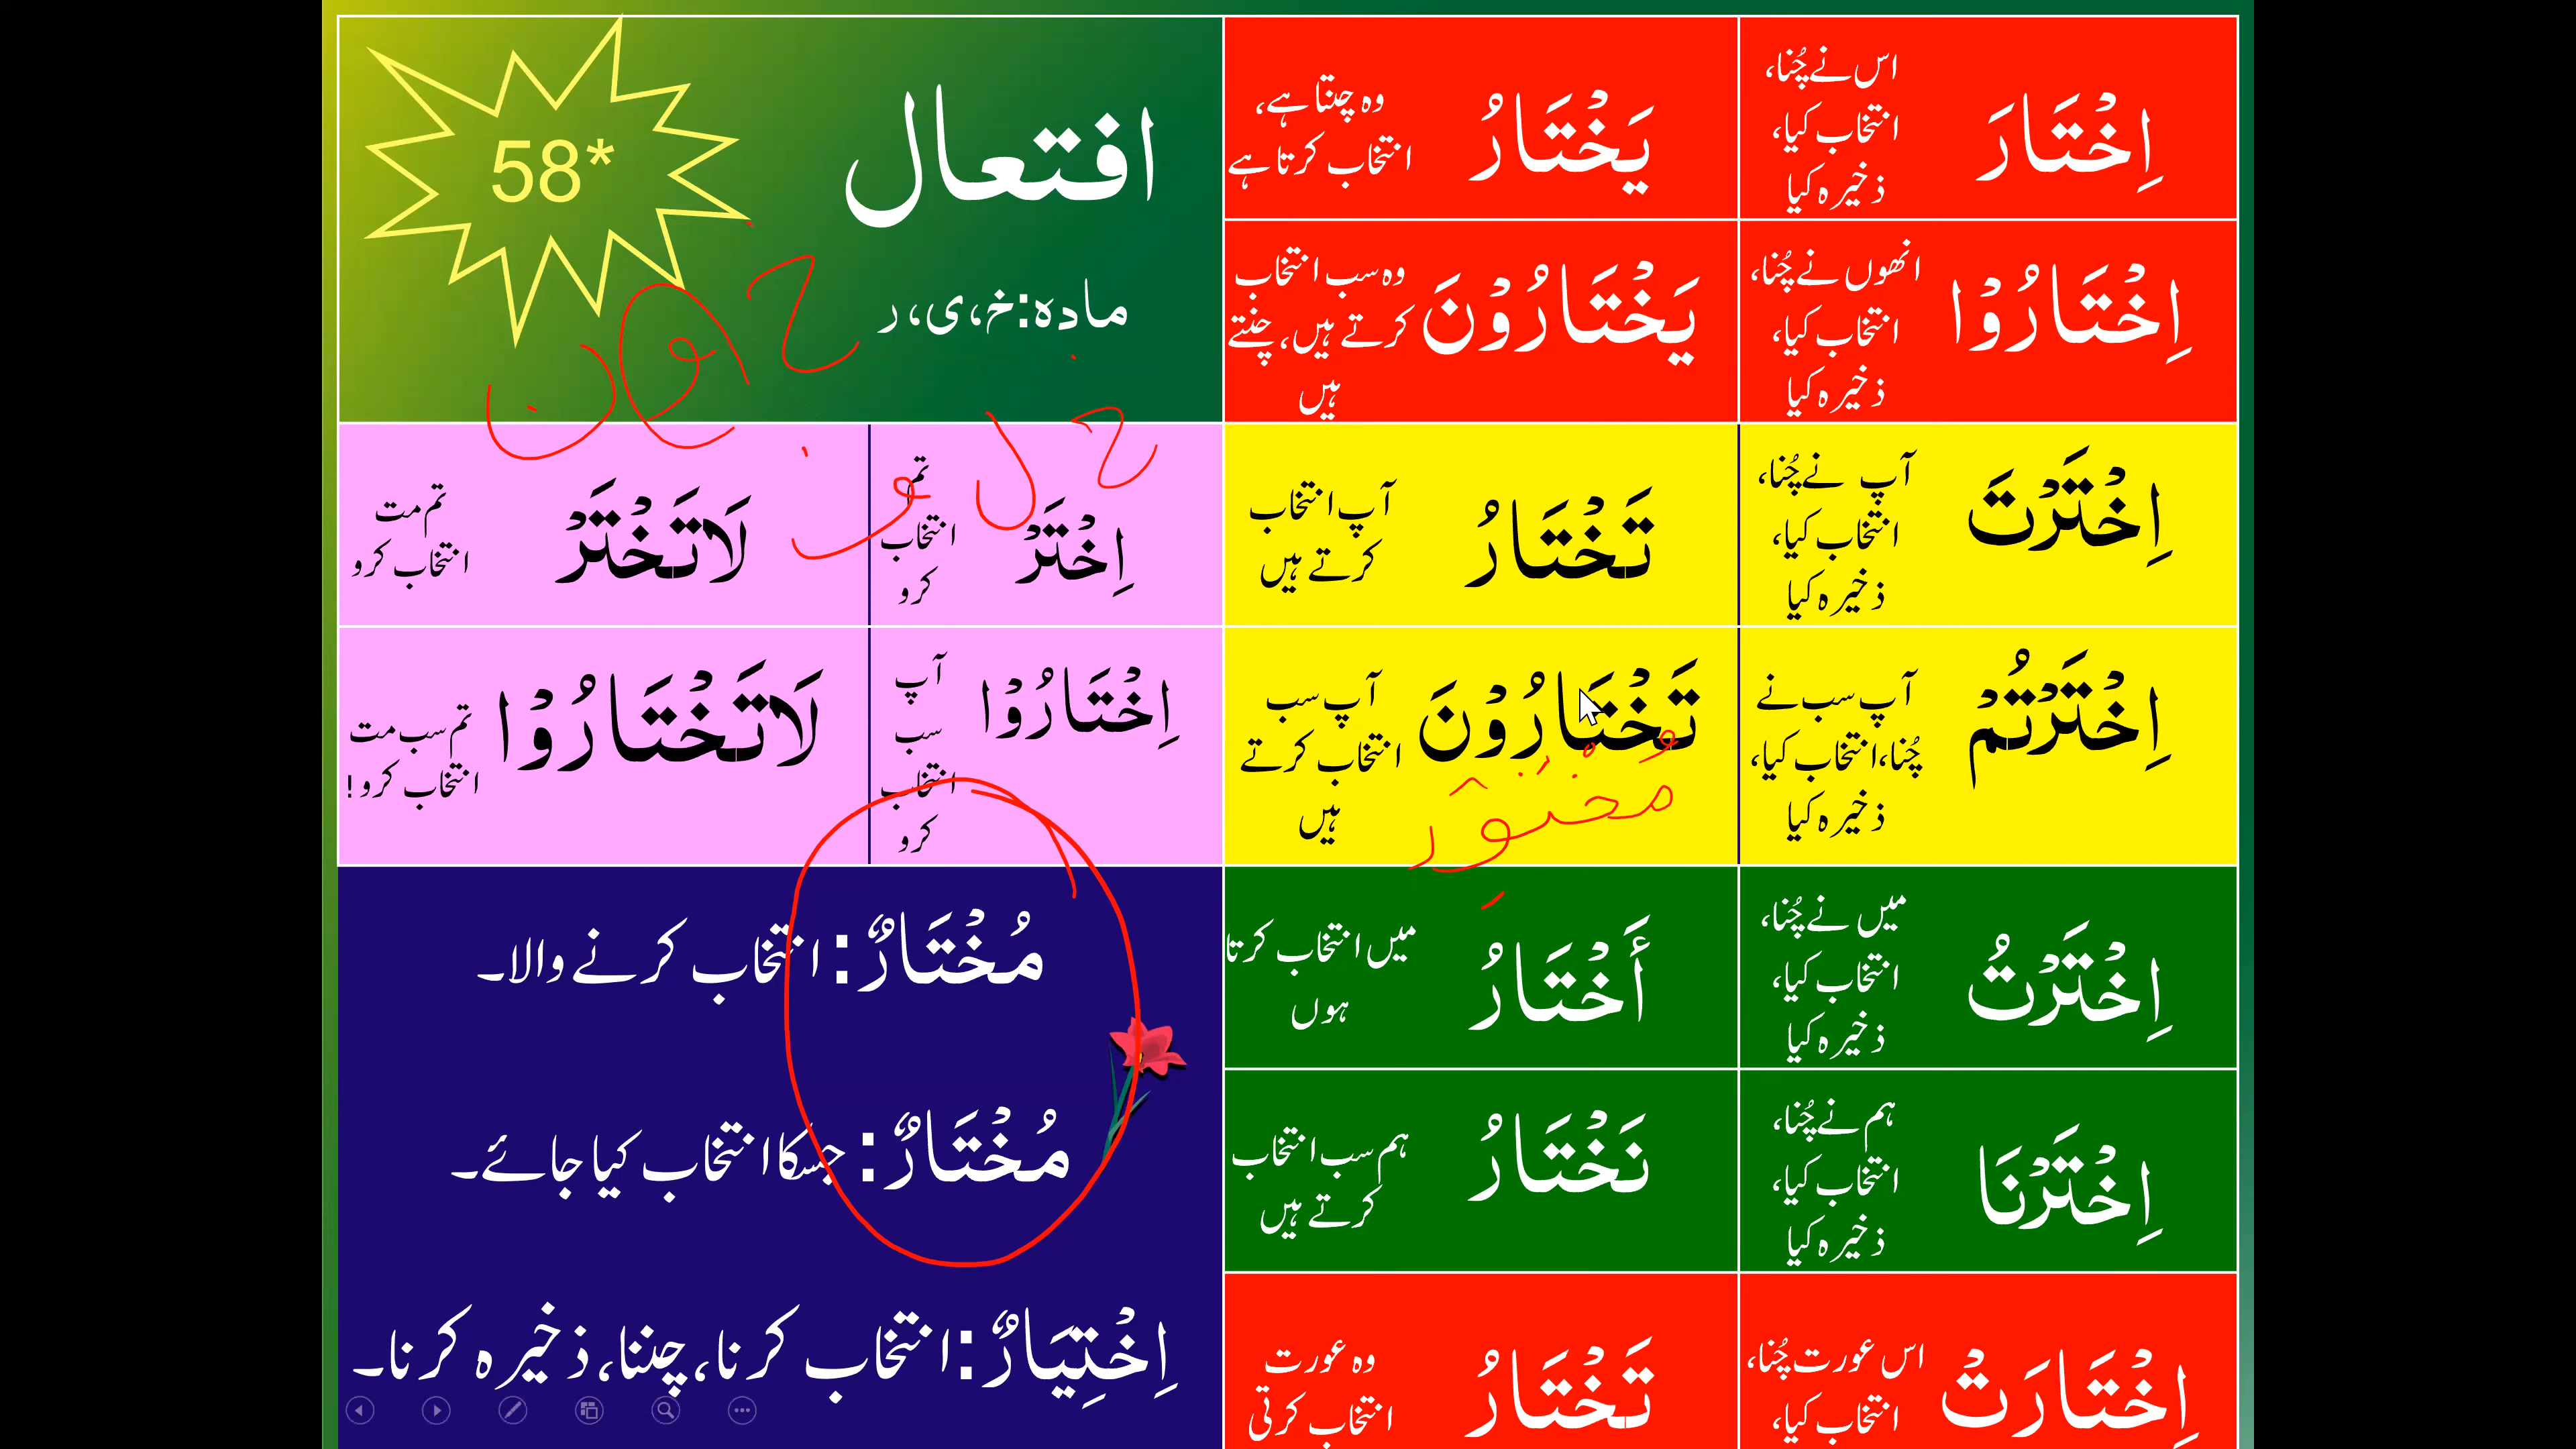 اِخْتَارَ
اس نے چُنا،
انتخاب کیا،
ذخیرہ کیا
يَخْتَارُ
وہ چنتا ہے،
انتخاب کرتا ہے
افتعال
58*
مادہ:خ،ی، ر
اِخْتَارُوْا
انھوں نے چُنا،
انتخاب کیا،
ذخیرہ کیا
يَخْتَارُوْنَ
وہ سب انتخاب
کرتے ہیں، چنتے
ہیں
اِخْتَرْتَ
آپ نے چُنا،
انتخاب کیا،
ذخیرہ کیا
تَخْتَارُ
آپ انتخاب
کرتے ہیں
اِخْتَرْ
تم
انتخاب
کرو
لَا تَخْتَرْ
تم مت
انتخاب کرو
اِخْتَرْتُمْ
آپ سب نے
چُنا،انتخاب کیا،
ذخیرہ کیا
تَخْتَارُوْنَ
آپ سب
انتخاب کرتے
ہیں
اِخْتَارُوْا
آپ
سب
انتخاب
کرو
لَا تَخْتَارُوْا
تم سب مت
انتخاب کرو!
اِخْتَرْتُ
میں نے چُنا،
انتخاب کیا،
ذخیرہ کیا
أَخْتَارُ
میں انتخاب کرتا
ہوں
مُخْتَارٌ: انتخاب کرنے والا۔
اِخْتَرْنَا
ہم نے چُنا،
انتخاب کیا،
ذخیرہ کیا
نَخْتَارُ
ہم سب انتخاب
کرتے ہیں
مُخْتَارٌ: جسکا انتخاب کیا جائے۔
اِخْتَارَتْ
اس عورت چُنا،
انتخاب کیا،
تَخْتَارُ
وہ عورت
انتخاب کرتی
اِخْتِيَارٌ: انتخاب کرنا، چننا، ذخیرہ کرنا۔